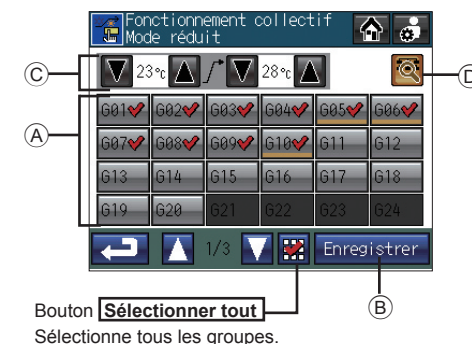 Fonctionnement collectif
Mode réduit
C
23°C 28°C
D
A
G01 G02 G03 G04 G05 G06
G07 G08 G09 G10 G11 G12
G13 G14 G15 G16 G17 G18
G19 G20 G21 G22 G23 G24
1/3 Enregistrer
Bouton Sélectionner tout
B
Sélectionne tous les groupes.